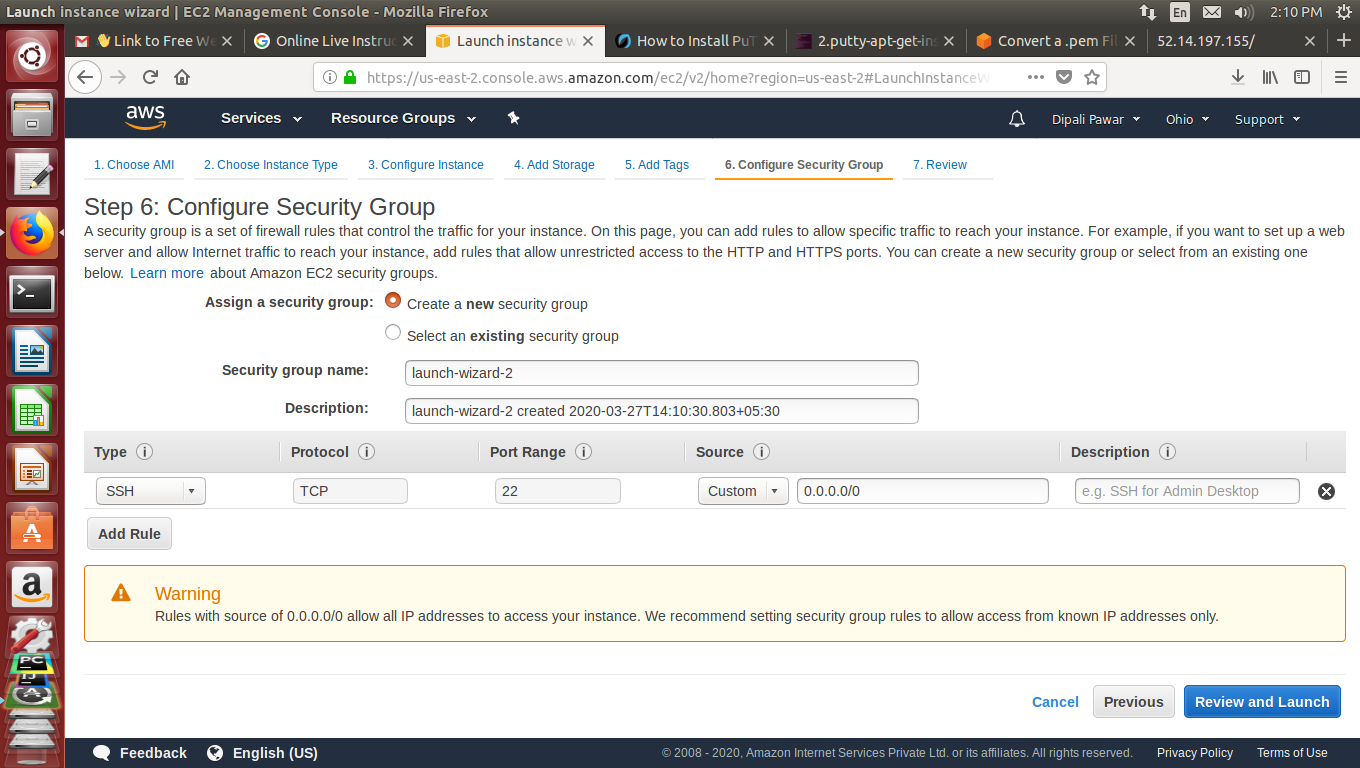 Launch instance wizard | EC2 Management Console - Mozilla Firefox
En
2:10 PM
Link to Free We
Online Live Instruc
Launch instance w
How to Install PuT
2.putty-apt-get-ins
Convert a .pem Fil
52.14.197.155/
https://us-east-2.console.aws.amazon.com/ec2/v2/home?region=us-east-2#LaunchInstanceW
aws
Services
Resource Groups
Dipali Pawar
Ohio
Support
1. Choose AMI
2. Choose Instance Type
3. Configure Instance
4. Add Storage
5. Add Tags
6. Configure Security Group
7. Review
Step 6: Configure Security Group
A security group is a set of firewall rules that control the traffic for your instance. On this page, you can add rules to allow specific traffic to reach your instance. For example, if you want to set up a web
server and allow Internet traffic to reach your instance, add rules that allow unrestricted access to the HTTP and HTTPS ports. You can create a new security group or select from an existing one
below. Learn more about Amazon EC2 security groups.
Assign a security group:
Create a new security group
Select an existing security group
Security group name:
launch-wizard-2
Description:
launch-wizard-2 created 2020-03-27T14:10:30.803+05:30
Type
Protocol
Port Range
Source
Description
SSH
TCP
22
Custom
0.0.0.0/0
e.g. SSH for Admin Desktop
Add Rule
Warning
Rules with source of 0.0.0.0/0 allow all IP addresses to access your instance. We recommend setting security group rules to allow access from known IP addresses only.
Cancel
Previous
Review and Launch
PC
IJ
Feedback
English (US)
© 2008 - 2020, Amazon Internet Services Private Ltd. or its affiliates. All rights reserved.
Privacy Policy
Terms of Use